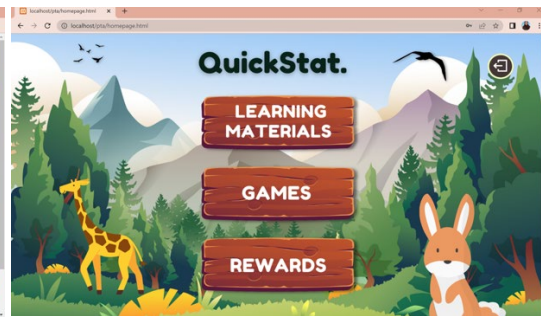 localhost/pta/homepage.html
localhost/pta/homepage.html
QuickStat.
LEARNING
MATERIALS
GAMES
REWARDS